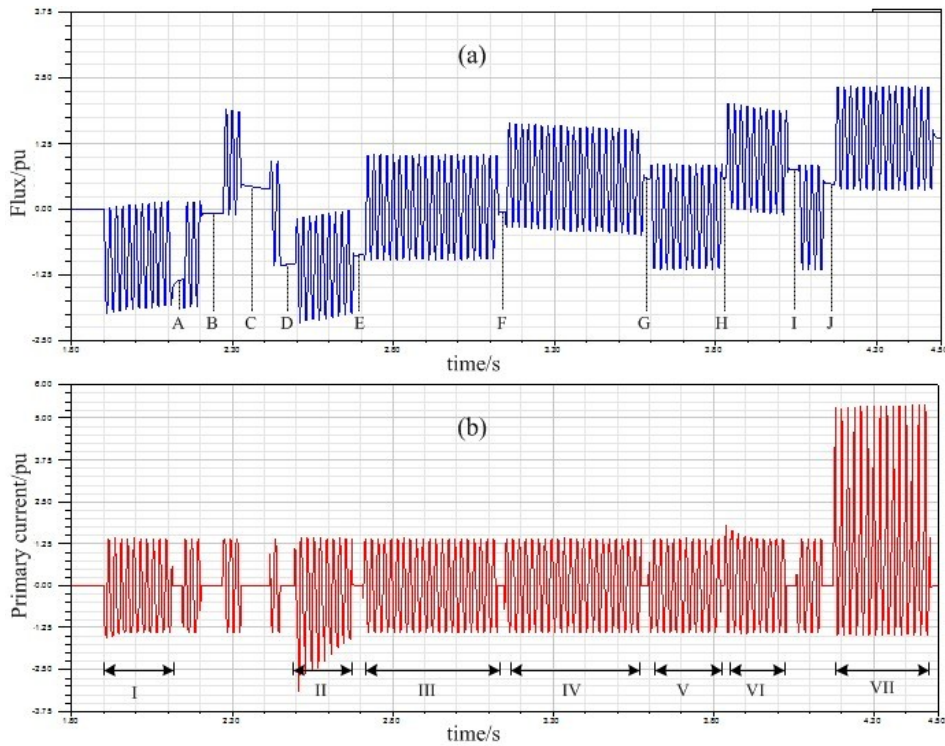 3.75
(a)
2.50
1.25
Flux/pu
0.00
-1.25
A B C D E F G H I J
-2.50
1.80 2.30 2.80 3.30 3.80 4.30 4.50
time/s
6.00
(b)
5.00
3.75
2.50
1.25
Primary current/pu
0.00
-1.25
-2.50
I II III IV V VI VII
-3.75
1.80 2.30 2.80 3.30 3.80 4.30 4.50
time/s